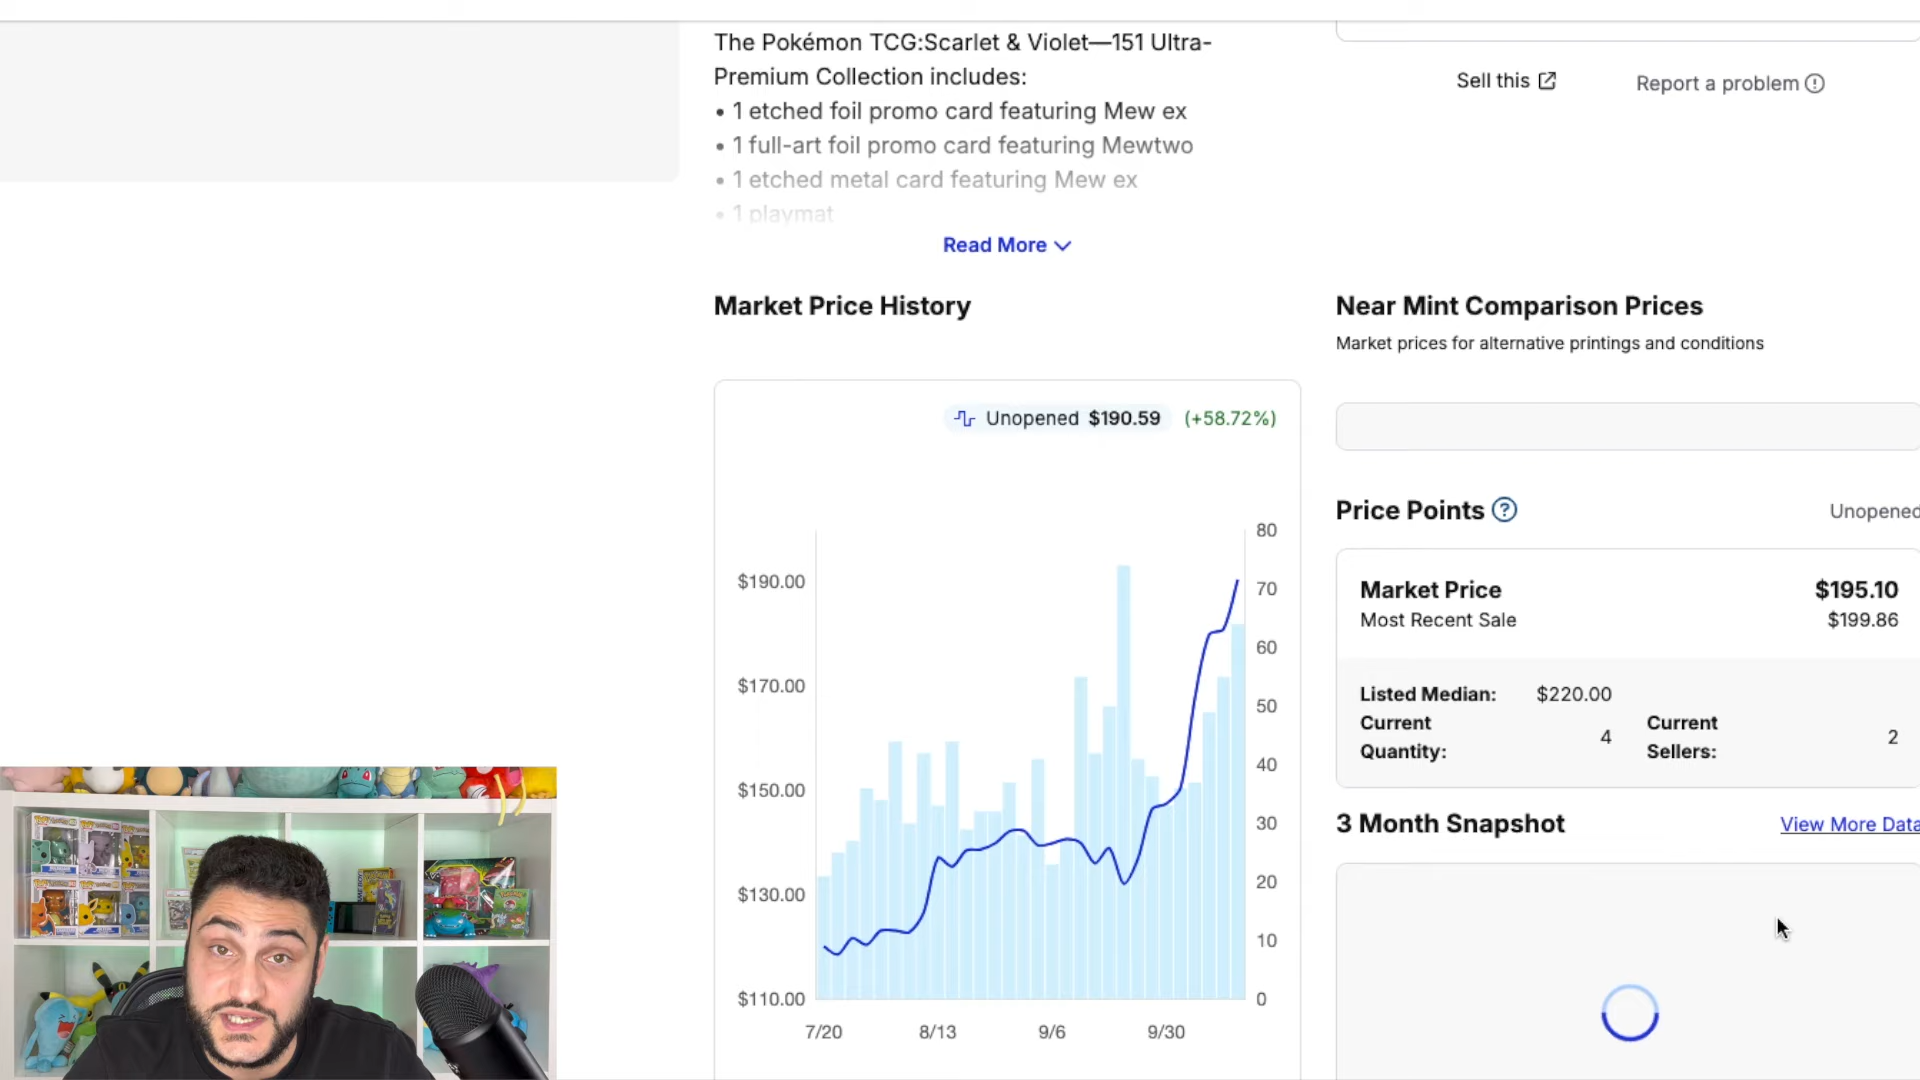 The Pokémon TCG:Scarlet & Violet—151 Ultra-
Premium Collection includes:
• 1 etched foil promo card featuring Mew ex
• 1 full-art foil promo card featuring Mewtwo
• 1 etched metal card featuring Mew ex
• 1 playmat
Read More
Sell this
Report a problem
Market Price History
Unopened $190.59 (+58.72%)
$190.00
$170.00
$150.00
$130.00
$110.00
80
70
60
50
40
30
20
10
0
7/20 8/13 9/6 9/30
Near Mint Comparison Prices
Market prices for alternative printings and conditions
Price Points ?
Unopened
Market Price $195.10
Most Recent Sale $199.86
Listed Median: $220.00
Current Quantity: 4
Current Sellers: 2
3 Month Snapshot
View More Data